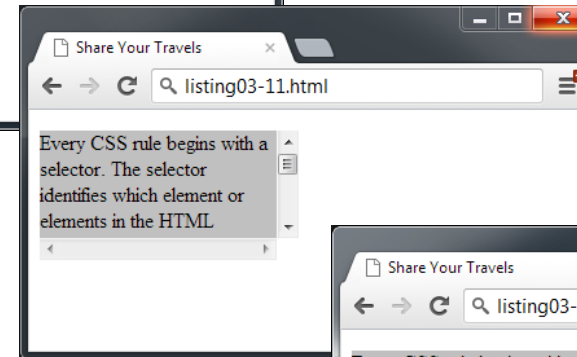 Share Your Travels
listing03-11.html
Every CSS rule begins with a
selector. The selector
identifies which element or
elements in the HTML
Share Your Travels
listing03-